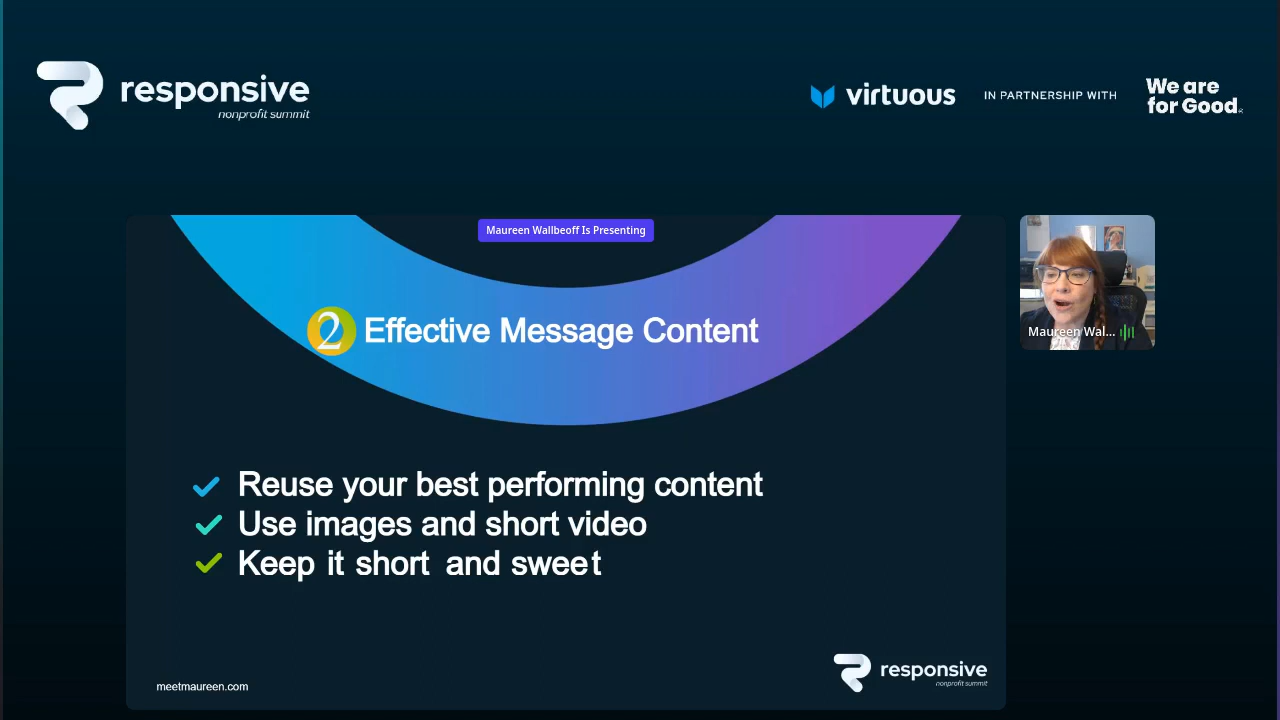 responsive
nonprofit summit
virtuous
IN PARTNERSHIP WITH
We are
for Good.
Maureen Wallbeoff Is Presenting
2 Effective Message Content
Maureen Wal...
Reuse your best performing content
Use images and short video
Keep it short and sweet
meetmaureen.com
responsive
nonprofit summit